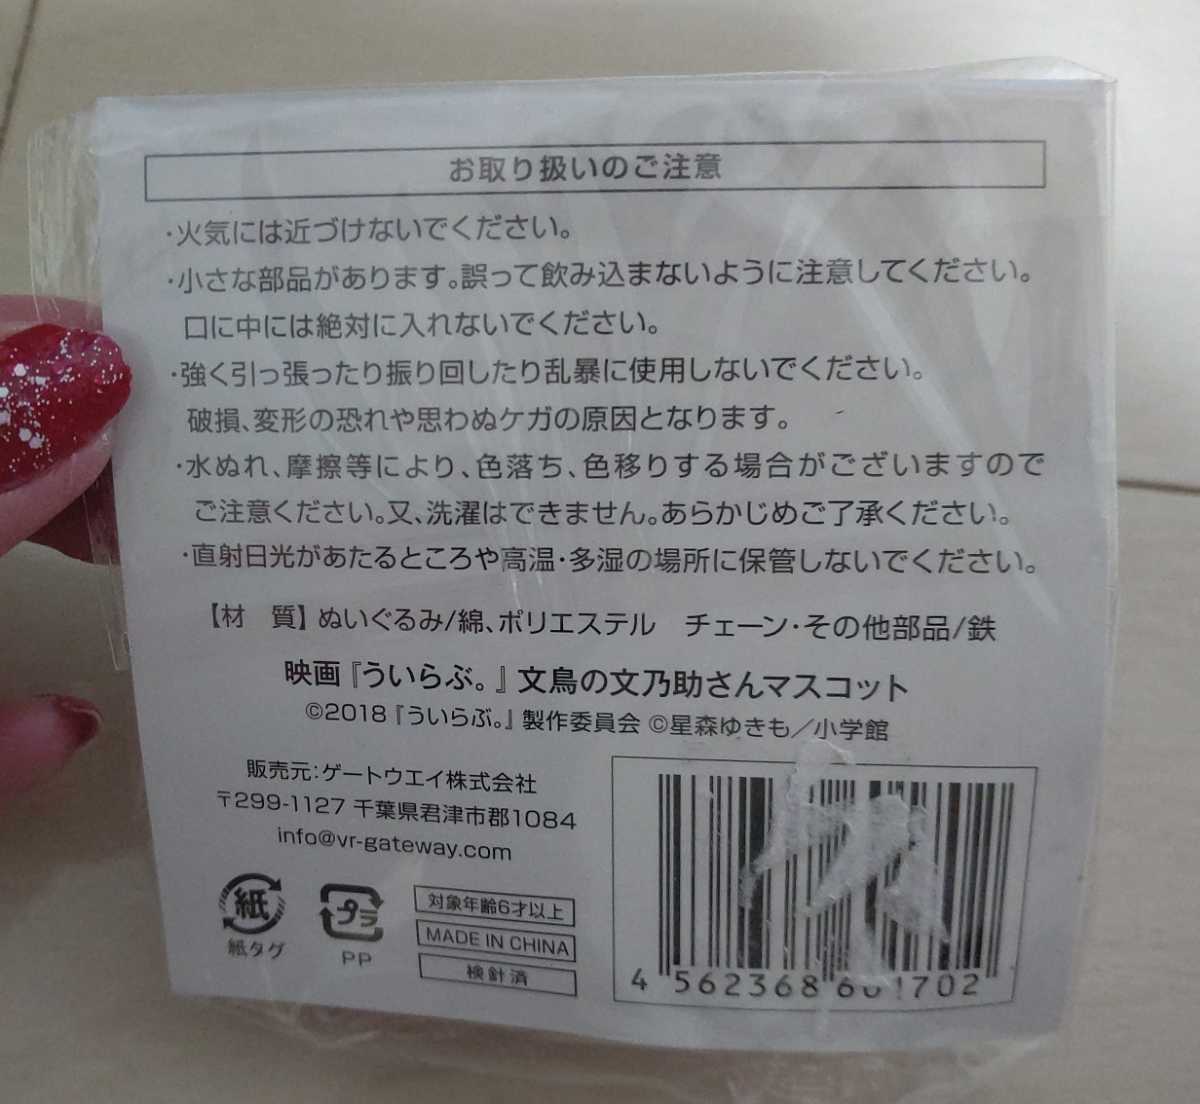 お取り扱いのご注意
・火気には近づけないでください。
・小さな部品があります。誤って飲み込まないように注意してください。
口に中には絶対に入れないでください。
・強く引っ張ったり振り回したり乱暴に使用しないでください。
破損、変形の恐れや思わぬケガの原因となります。
・水ぬれ、摩擦等により、色落ち、色移りする場合がございますので
ご注意ください。又、洗濯はできません。あらかじめご了承ください。
・直射日光があたるところや高温・多湿の場所に保管しないでください。
【材　質】ぬいぐるみ/綿、ポリエステル　チェーン・その他部品/鉄
映画『ういらぶ。』文鳥の文乃助さんマスコット
©2018『ういらぶ。』製作委員会 ©星森ゆきも／小学館
販売元：ゲートウエイ株式会社
〒299-1127 千葉県君津市郡1084
info@vr-gateway.com
紙
紙タグ
プラ
PP
対象年齢6才以上
MADE IN CHINA
検針済
4 562368